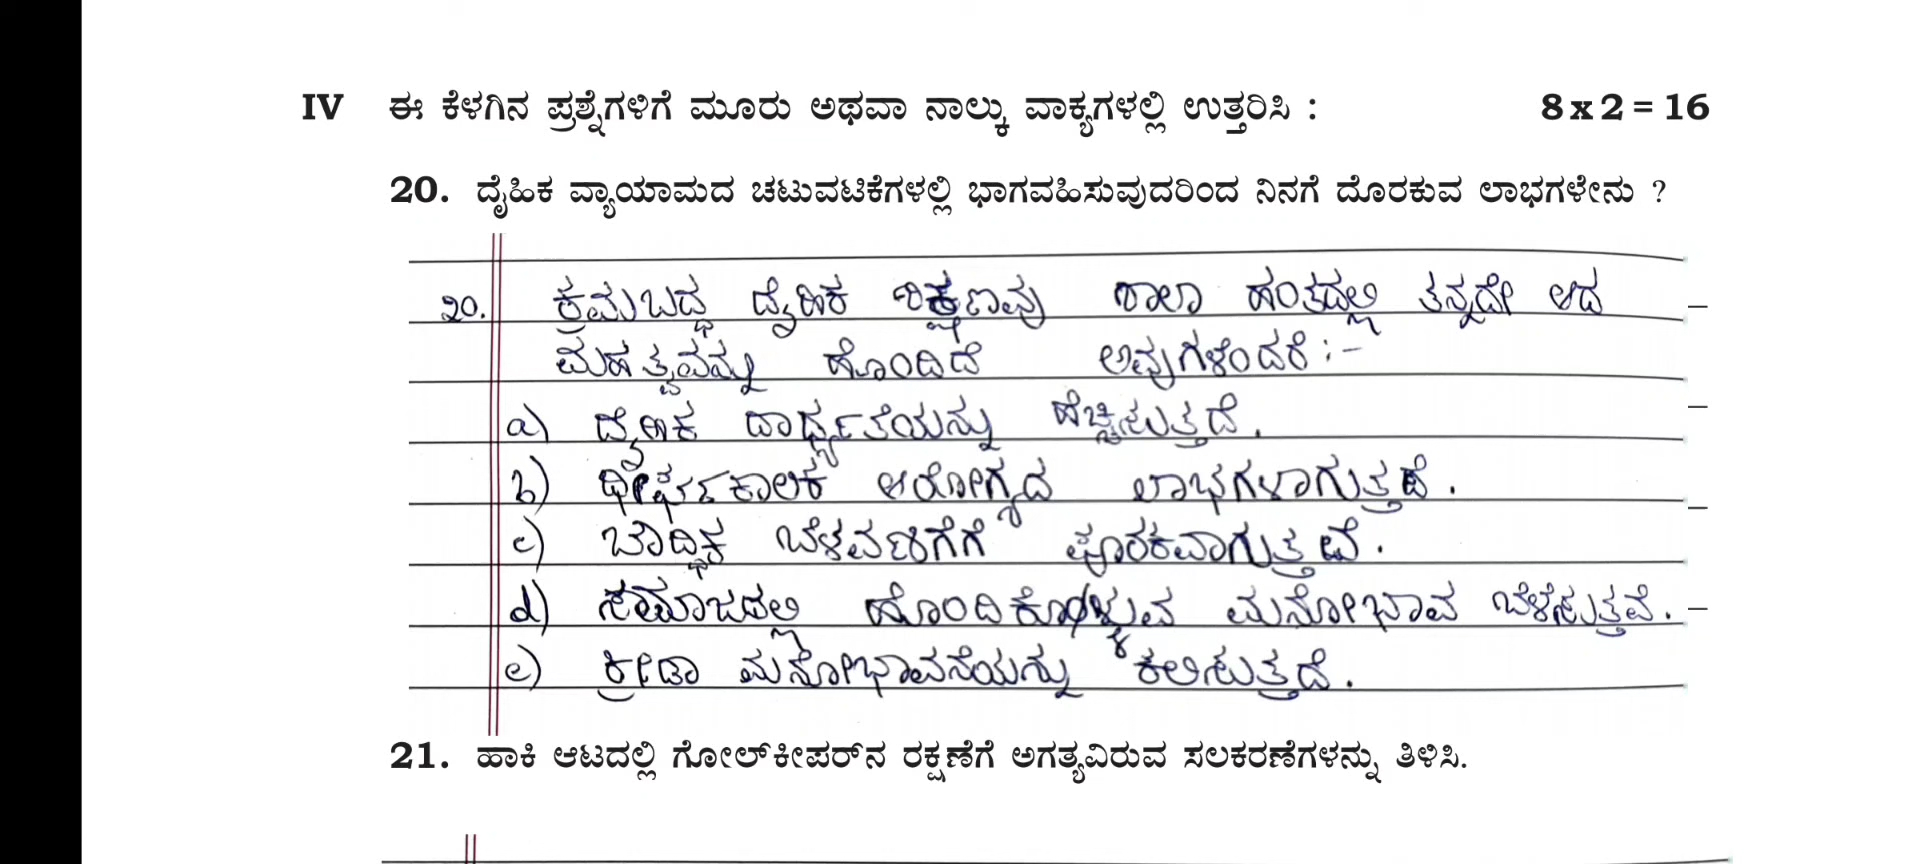 IV ಈ ಕೆಳಗಿನ ಪ್ರಶ್ನೆಗಳಿಗೆ ಮೂರು ಅಥವಾ ನಾಲ್ಕು ವಾಕ್ಯಗಳಲ್ಲಿ ಉತ್ತರಿಸಿ : 8 x 2 = 16
20. ದೈಹಿಕ ವ್ಯಾಯಾಮದ ಚಟುವಟಿಕೆಗಳಲ್ಲಿ ಭಾಗವಹಿಸುವುದರಿಂದ ನಿನಗೆ ದೊರಕುವ ಲಾಭಗಳೇನು ?
20. ಕ್ರಮಬದ್ಧ ದೈಹಿಕ ಶಿಕ್ಷಣವು ಶಾಲಾ ಹಂತದಲ್ಲಿ ತನ್ನದೇ ಆದ
ಮಹತ್ವವನ್ನು ಹೊಂದಿದೆ ಅವುಗಳೆಂದರೆ :-
a) ದೈಹಿಕ ದಾರ್ಢ್ಯತೆಯನ್ನು ಹೆಚ್ಚಿಸುತ್ತದೆ.
b) ಧೀರ್ಘಕಾಲಿಕ ಆರೋಗ್ಯದ ಲಾಭಗಳಾಗುತ್ತದೆ.
c) ಬೌದ್ಧಿಕ ಬೆಳವಣಿಗೆಗೆ ಪೂರಕವಾಗುತ್ತವೆ.
d) ಸಾಮಾಜದಲ್ಲಿ ಹೊಂದಿಕೊಳ್ಳುವ ಮನೋಭಾವ ಬೆಳೆಸುತ್ತವೆ.
e) ಕ್ರೀಡಾ ಮನೋಭಾವನೆಯನ್ನು ಕಲಿಸುತ್ತದೆ.
21. ಹಾಕಿ ಆಟದಲ್ಲಿ ಗೋಲ್‌ಕೀಪರ್‌ನ ರಕ್ಷಣೆಗೆ ಅಗತ್ಯವಿರುವ ಸಲಕರಣೆಗಳನ್ನು ತಿಳಿಸಿ.